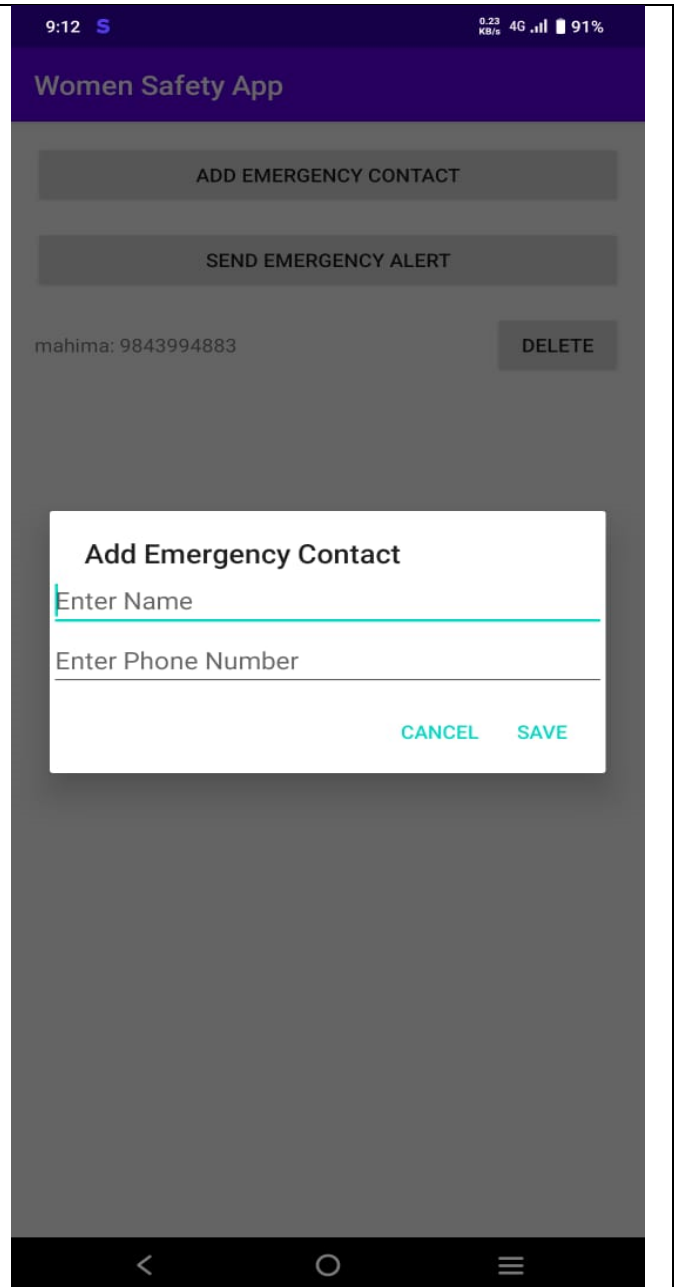 9:12 S 0.23 KB/s 4G 91%
Women Safety App
ADD EMERGENCY CONTACT
SEND EMERGENCY ALERT
mahima: 9843994883 DELETE
Add Emergency Contact
Enter Name
Enter Phone Number
CANCEL SAVE